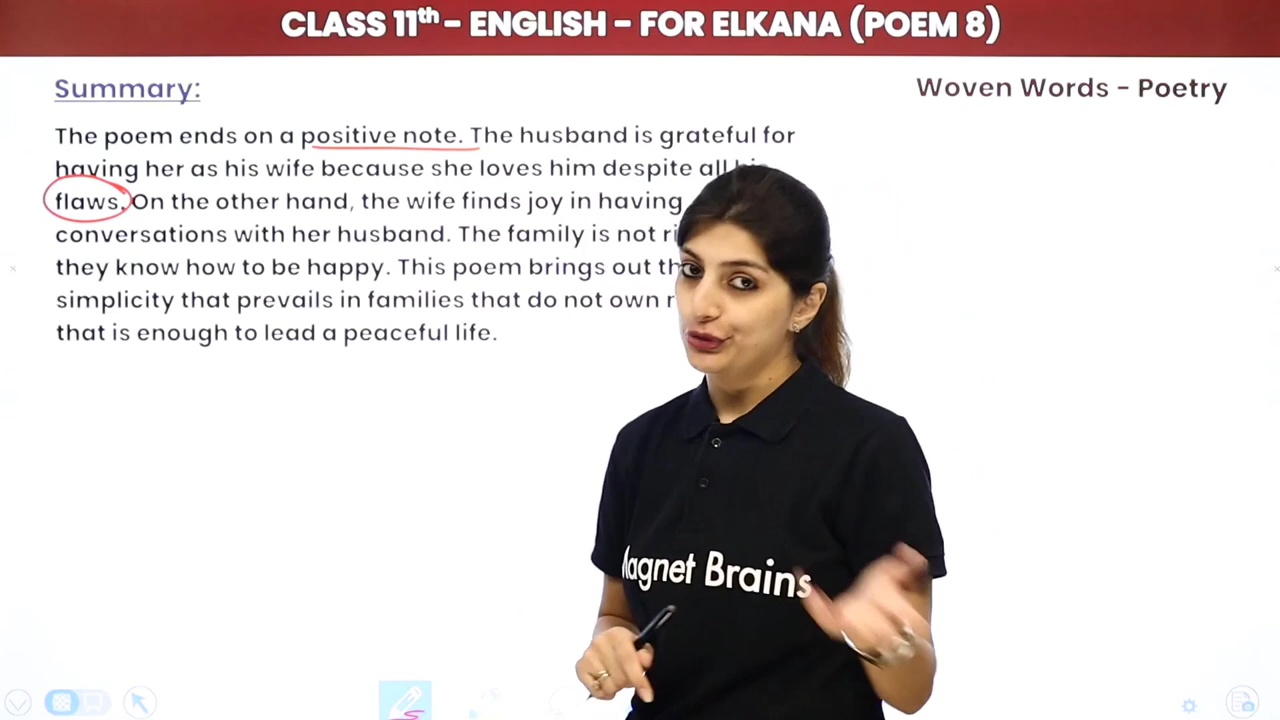 CLASS 11th - ENGLISH - FOR ELKANA (POEM 8)
Summary:
Woven Words - Poetry
The poem ends on a positive note. The husband is grateful for
having her as his wife because she loves him despite all his
flaws. On the other hand, the wife finds joy in having
conversations with her husband. The family is not
they know how to be happy. This poem brings out
simplicity that prevails in families that do not own
that is enough to lead a peaceful life.
Magnet Brains